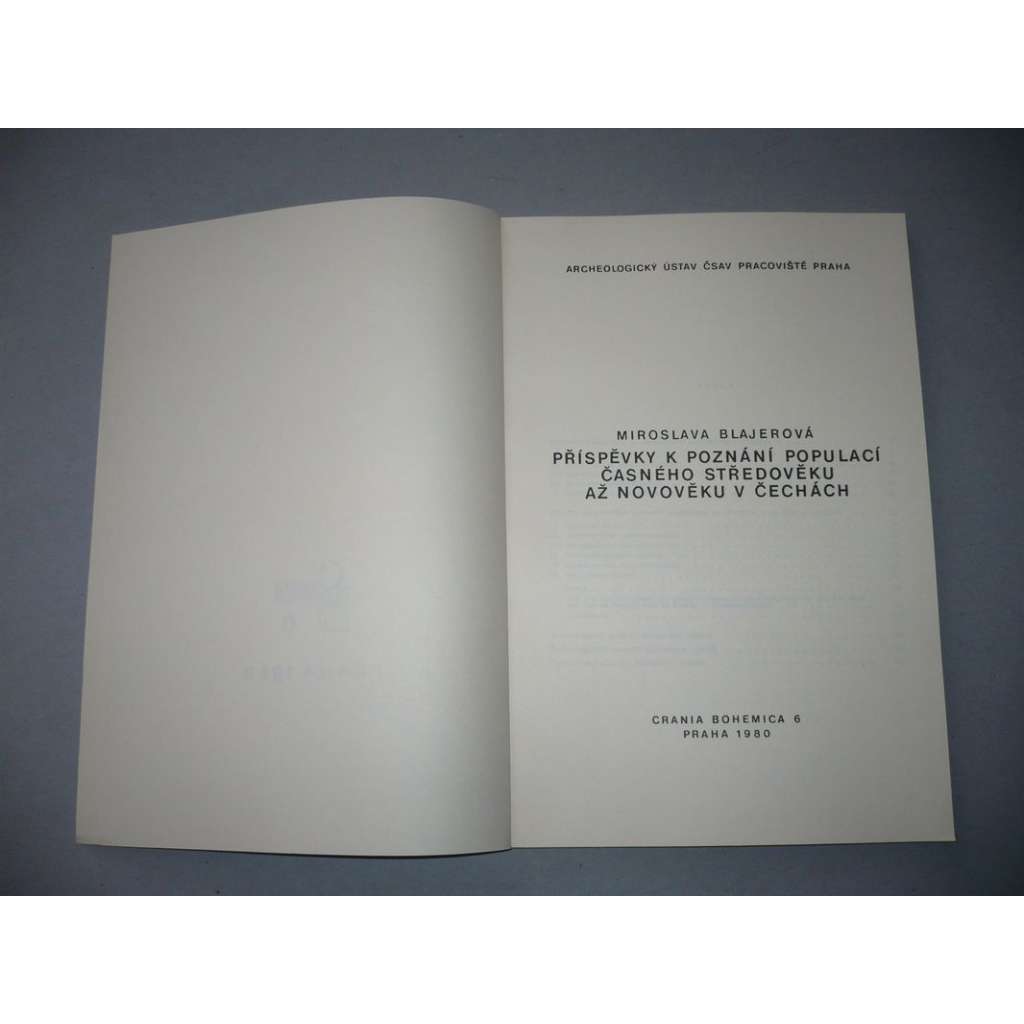 ARCHEOLOGICKÝ ÚSTAV ČSAV PRACOVIŠTĚ PRAHA
MIROSLAVA BLAJEROVÁ
PŘÍSPĚVKY K POZNÁNÍ POPULACÍ
ČASNÉHO STŘEDOVĚKU
AŽ NOVOVĚKU V ČECHÁCH
CRANIA BOHEMICA 6
PRAHA 1980